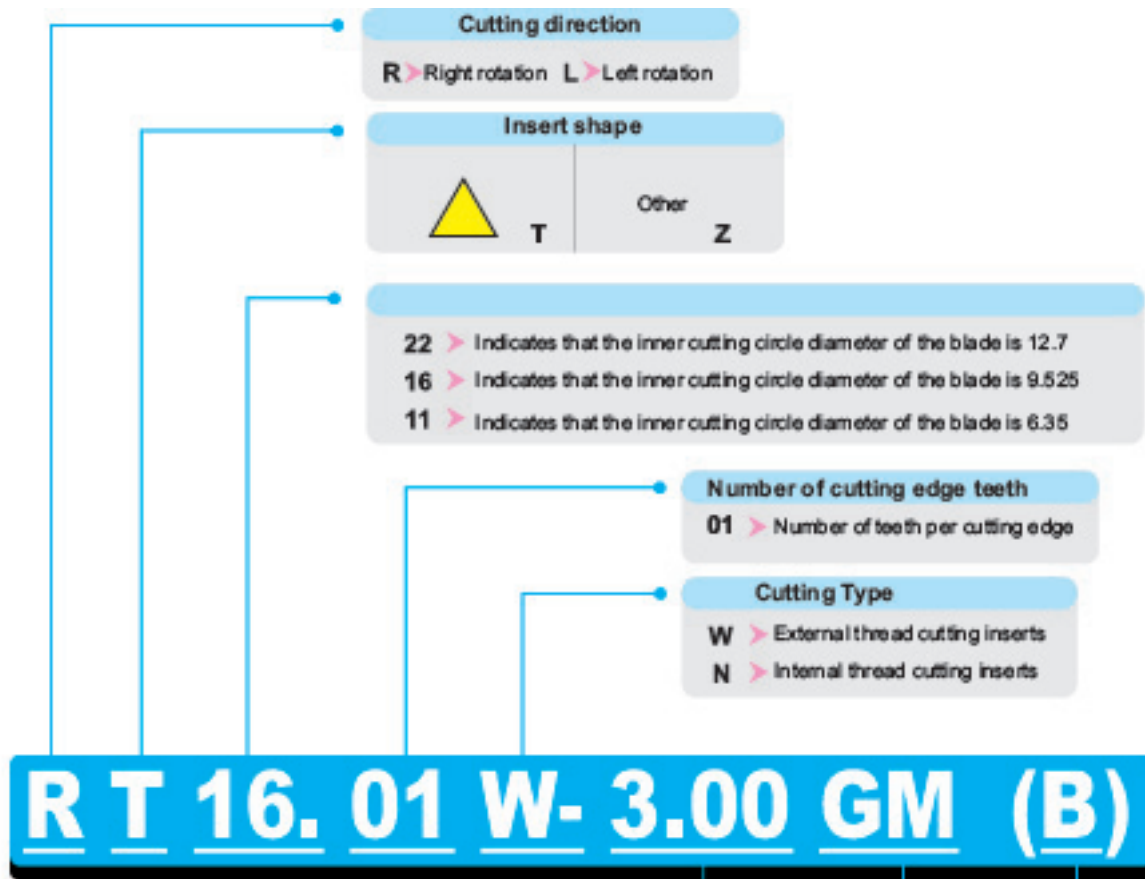 Cutting direction
R Right rotation L Left rotation
Insert shape
T
Other
Z
22 Indicates that the inner cutting circle diameter of the blade is 12.7
16 Indicates that the inner cutting circle diameter of the blade is 9.525
11 Indicates that the inner cutting circle diameter of the blade is 6.35
Number of cutting edge teeth
01 Number of teeth per cutting edge
Cutting Type
W External thread cutting inserts
N Internal thread cutting inserts
R T 16. 01 W- 3.00 GM (B)